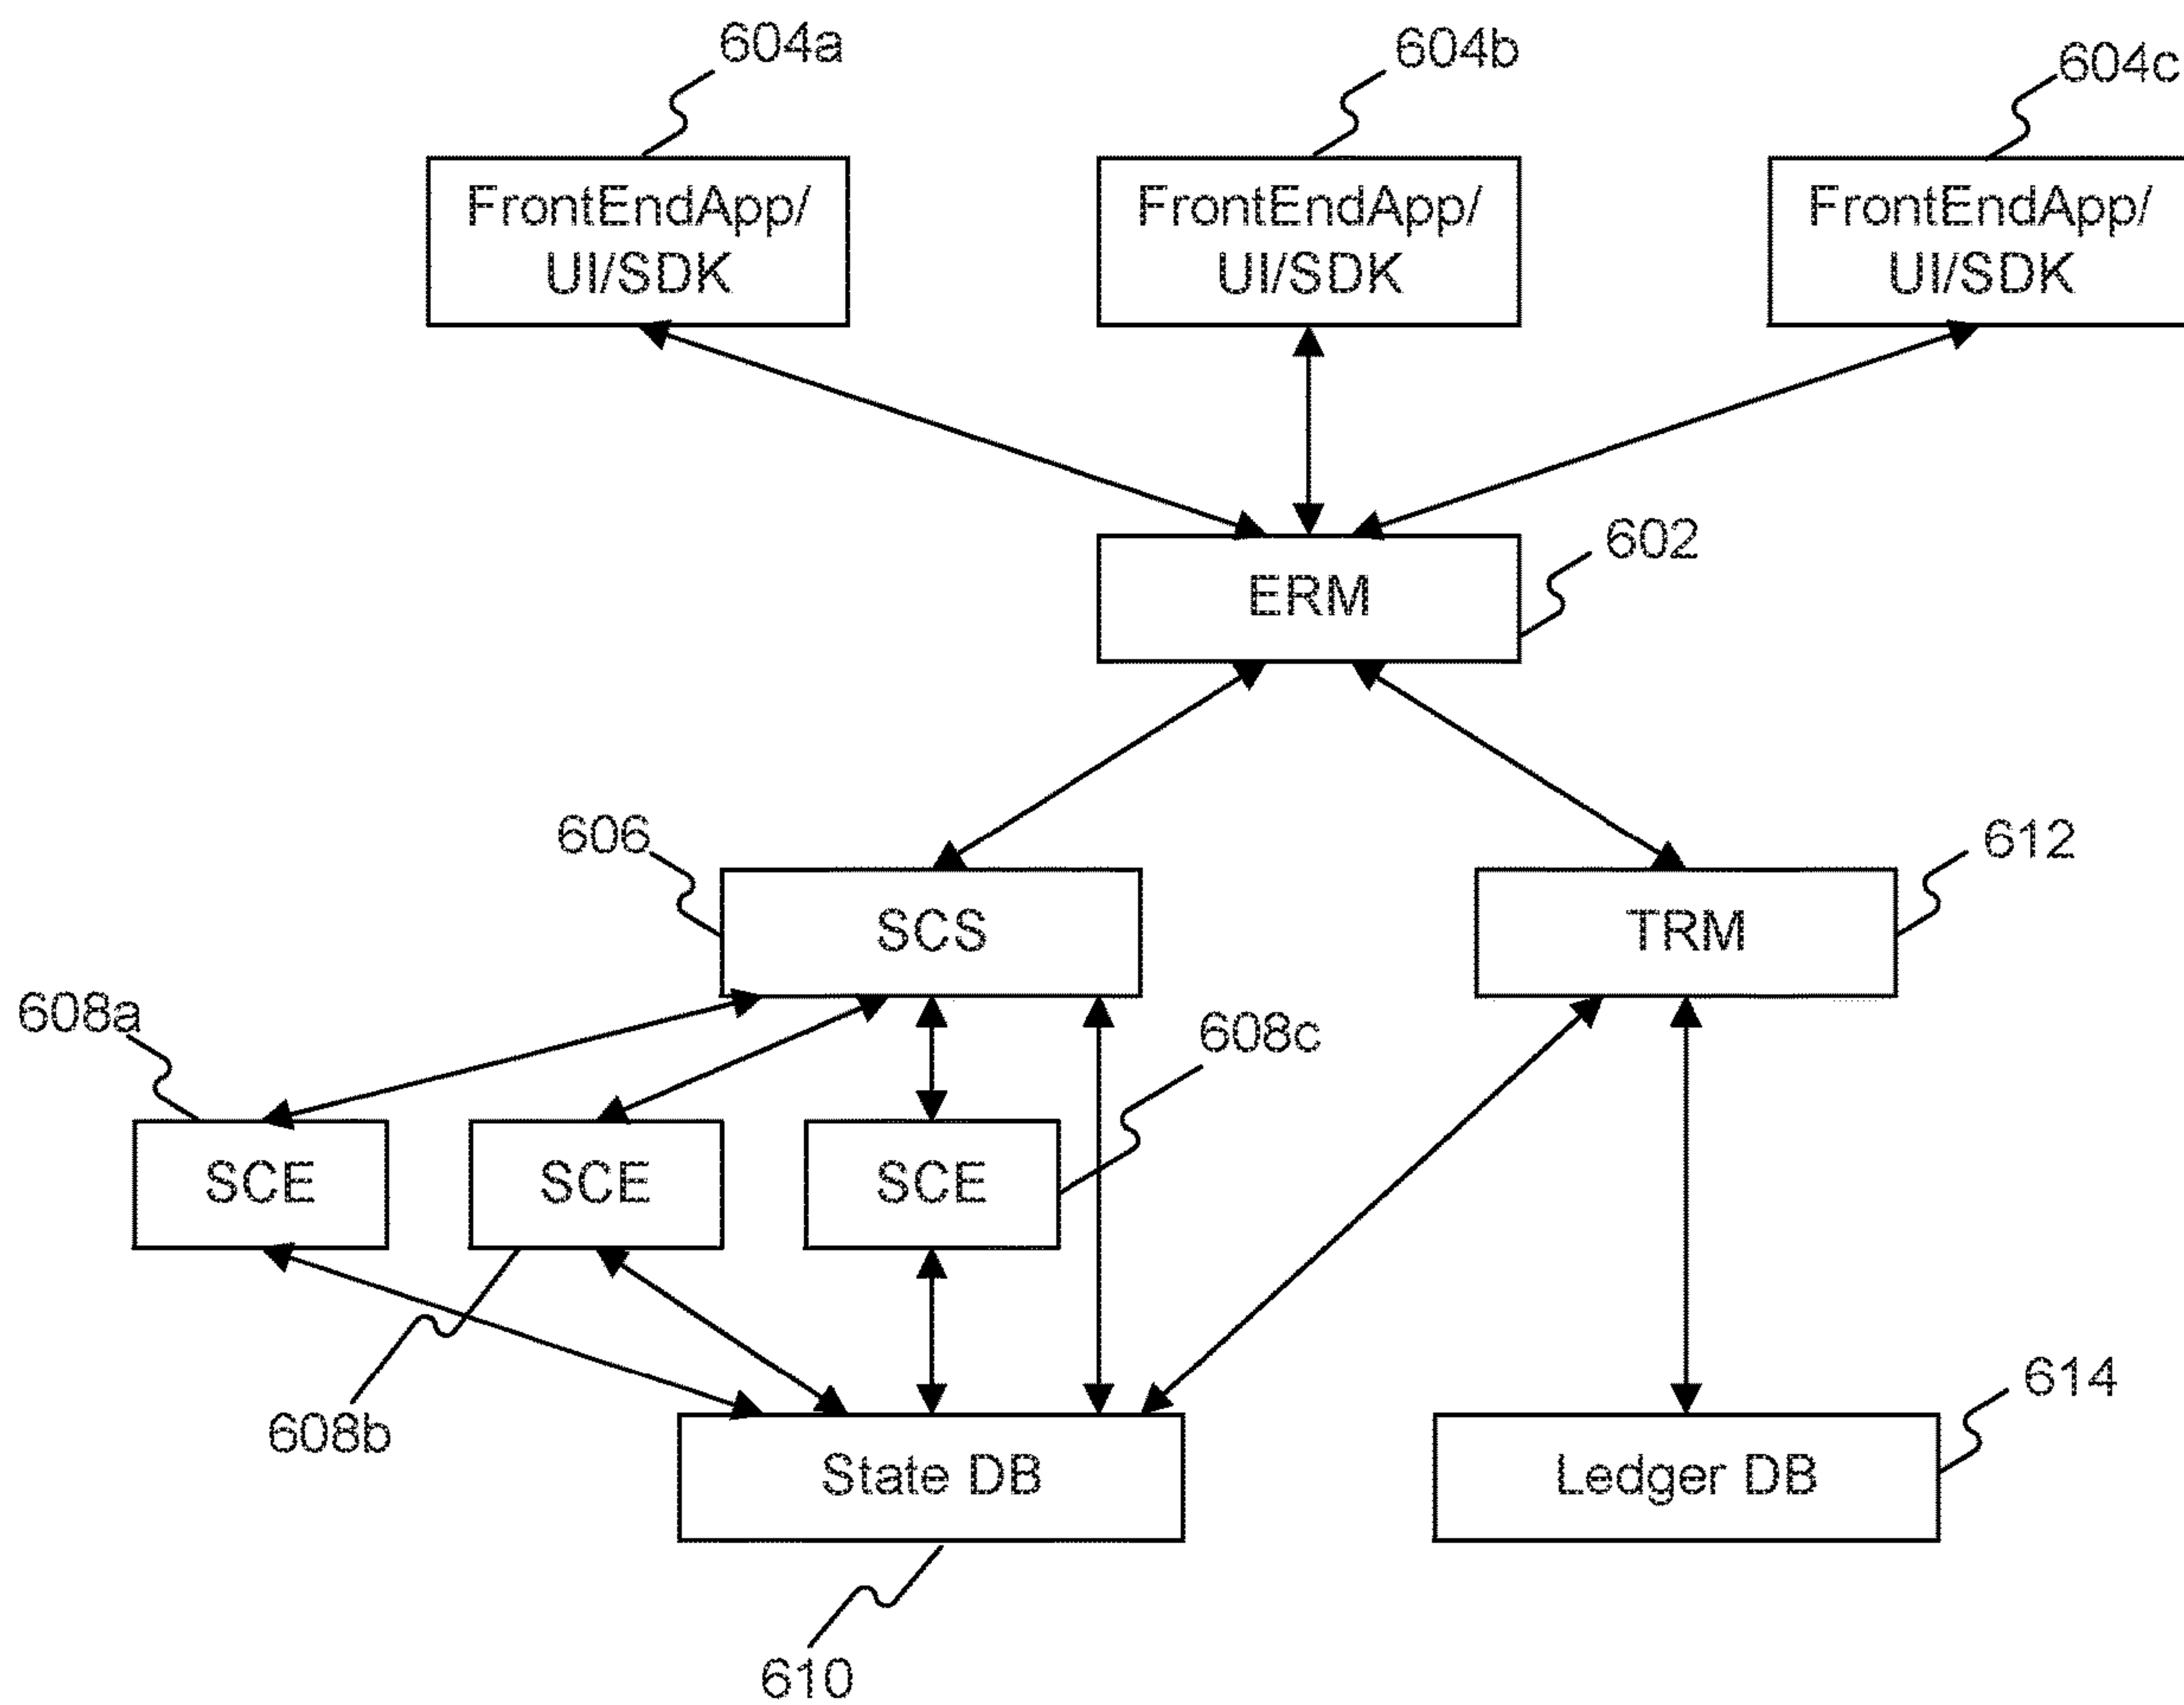 604a
604b
604c
FrontEndApp/
UI/SDK
FrontEndApp/
UI/SDK
FrontEndApp/
UI/SDK
602
ERM
606
612
SCS
TRM
608a
608c
SCE
SCE
SCE
608b
614
State DB
Ledger DB
610